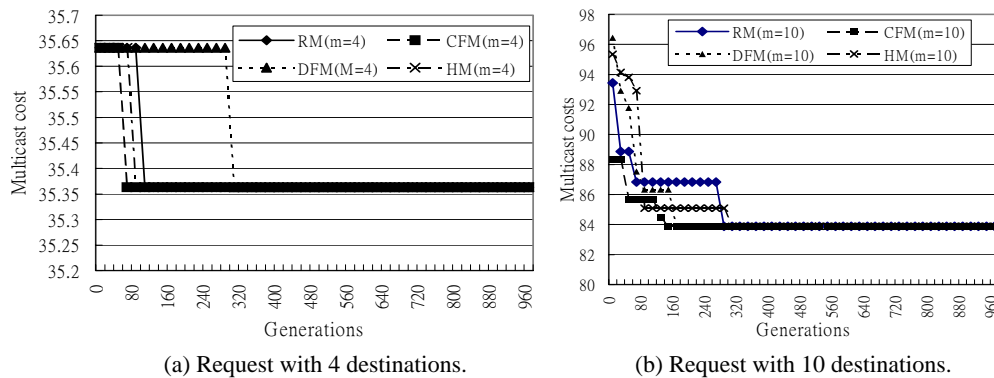 35.7
35.65
35.6
35.55
35.5
35.45
35.4
35.35
35.3
35.25
35.2
Multicast cost
RM(m=4) CFM(m=4)
DFM(M=4) HM(m=4)
0 80 160 240 320 400 480 560 640 720 800 880 960
Generations
(a) Request with 4 destinations.
98
96
94
92
90
88
86
84
82
80
Multicast costs
RM(m=10) CFM(m=10)
DFM(m=10) HM(m=10)
0 80 160 240 320 400 480 560 640 720 800 880 960
Generations
(b) Request with 10 destinations.